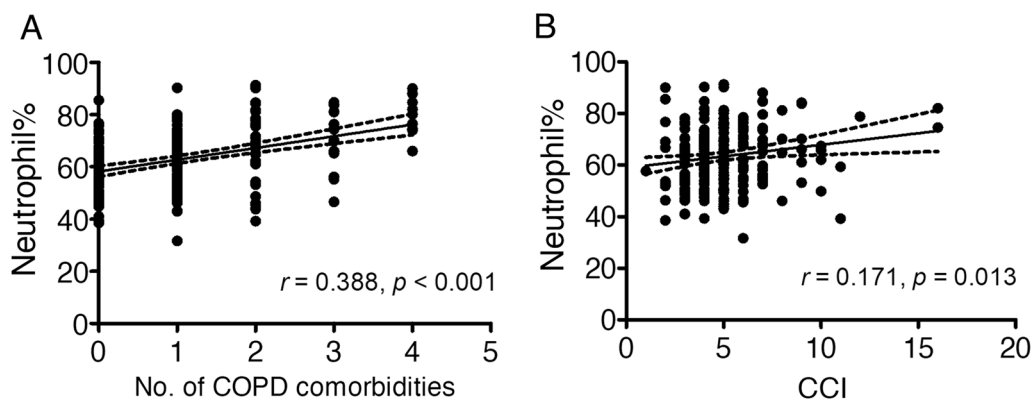 A
Neutrophil%
100
80
60
40
20
0
r = 0.388, p < 0.001
0 1 2 3 4 5
No. of COPD comorbidities
B
Neutrophil%
100
80
60
40
20
0
r = 0.171, p = 0.013
0 5 10 15 20
CCI